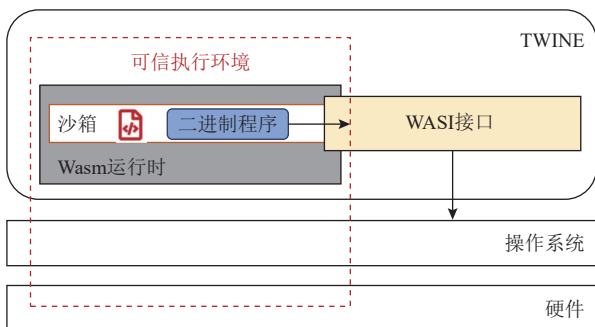 TWINE
可信执行环境
沙箱
二进制程序
WASI接口
Wasm运行时
操作系统
硬件